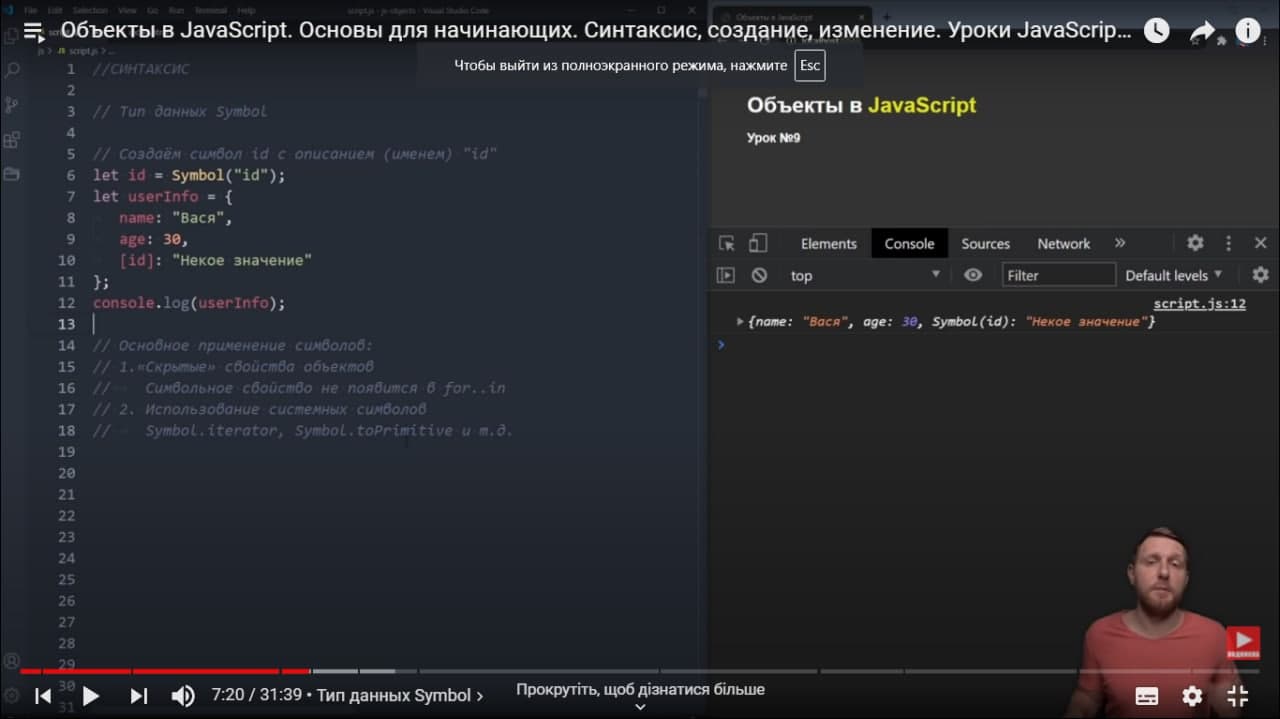 File Edit Selection View Go Run Terminal Help
script.js - js-objects - Visual Studio Code
Объекты в JavaScript
Объекты в JavaScript. Основы для начинающих. Синтаксис, создание, изменение. Уроки JavaScrip...
js > JS script.js > ...
Чтобы выйти из полноэкранного режима, нажмите Esc
1 //СИНТАКСИС
2
3 // Тип данных Symbol
4
5 // Создаём символ id с описанием (именем) "id"
6 let id = Symbol("id");
7 let userInfo = {
8 name: "Вася",
9 age: 30,
10 [id]: "Некое значение"
11 };
12 console.log(userInfo);
13
14 // Основное применение символов:
15 // 1.«Скрытые» свойства объектов
16 // Символьное свойство не появится в for..in
17 // 2. Использование системных символов
18 // Symbol.iterator, Symbol.toPrimitive и т.д.
19
20
21
22
23
24
25
26
27
28
29
30
31
Объекты в JavaScript
Урок №9
Elements Console Sources Network »
top Filter Default levels
script.js:12
{name: "Вася", age: 30, Symbol(id): "Некое значение"}
7:20 / 31:39 • Тип данных Symbol
Прокрутіть, щоб дізнатися більше